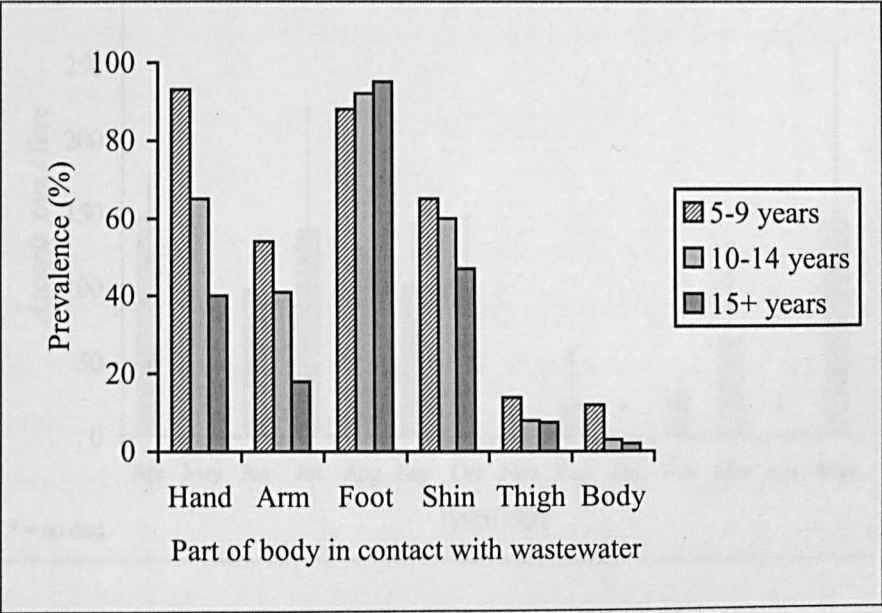 100
80
60
40
20
0
Prevalence (%)
Hand Arm Foot Shin Thigh Body
Part of body in contact with wastewater
5-9 years
10-14 years
15+ years